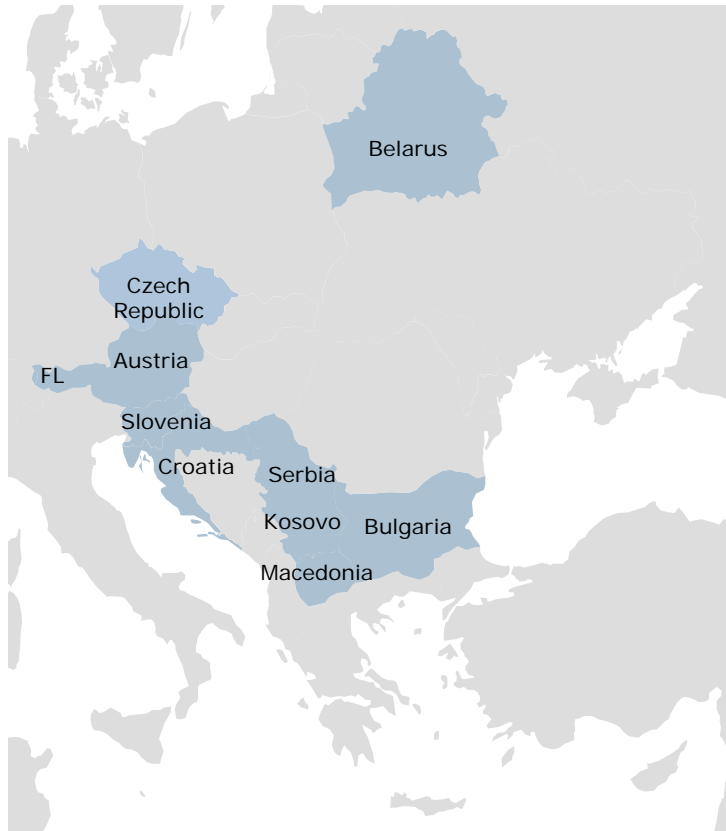 Belarus
Czech
Republic
Austria
FL
Slovenia
Croatia
Serbia
Kosovo
Bulgaria
Macedonia